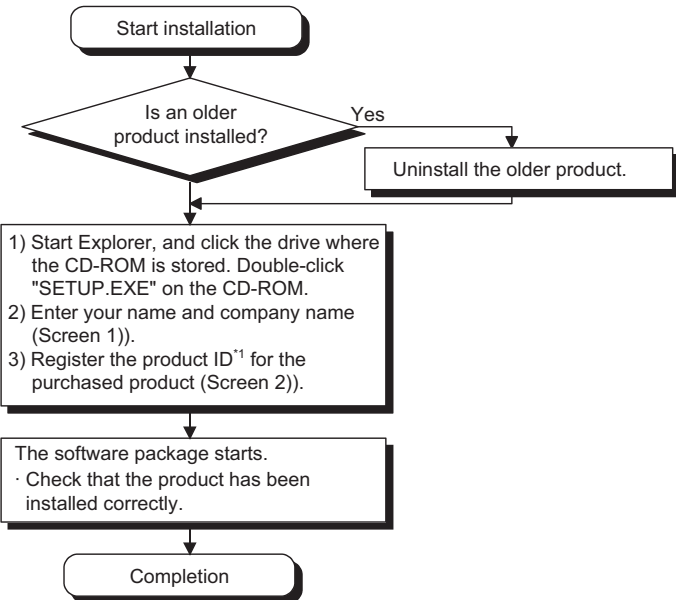 Start installation
Is an older
product installed?
Yes
Uninstall the older product.
1) Start Explorer, and click the drive where
the CD-ROM is stored. Double-click
"SETUP.EXE" on the CD-ROM.
2) Enter your name and company name
(Screen 1)).
3) Register the product ID*1 for the
purchased product (Screen 2)).
The software package starts.
· Check that the product has been
installed correctly.
Completion